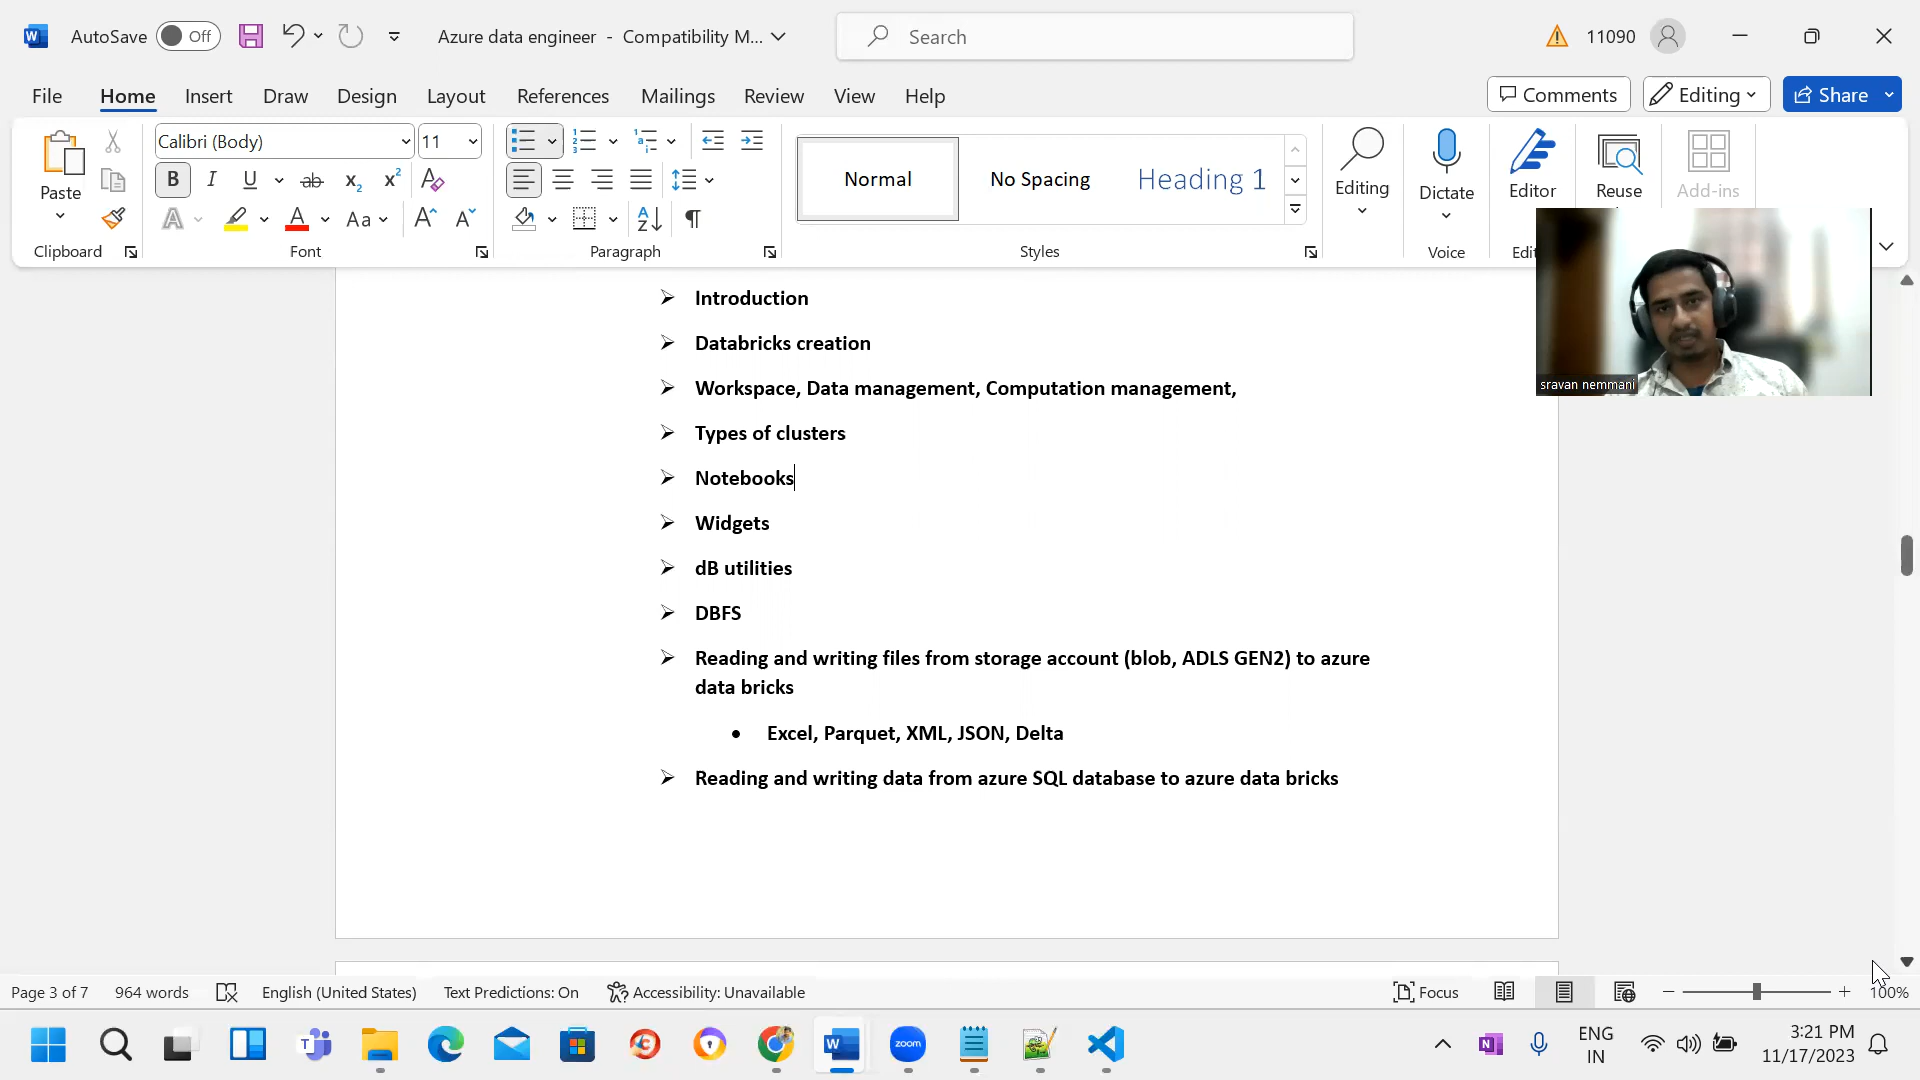 AutoSave Off Azure data engineer - Compatibility M... Search 11090
File Home Insert Draw Design Layout References Mailings Review View Help Comments Editing Share
Calibri (Body) 11
Paste
Normal No Spacing Heading 1
Editing Dictate Editor Reuse Add-ins
Clipboard Font Paragraph Styles Voice Edit
Introduction
Databricks creation
Workspace, Data management, Computation management,
Types of clusters
Notebooks
Widgets
dB utilities
DBFS
Reading and writing files from storage account (blob, ADLS GEN2) to azure
data bricks
Excel, Parquet, XML, JSON, Delta
Reading and writing data from azure SQL database to azure data bricks
sravan nemmani
Page 3 of 7 964 words English (United States) Text Predictions: On Accessibility: Unavailable Focus 100%
zoom
ENG
IN
3:21 PM
11/17/2023